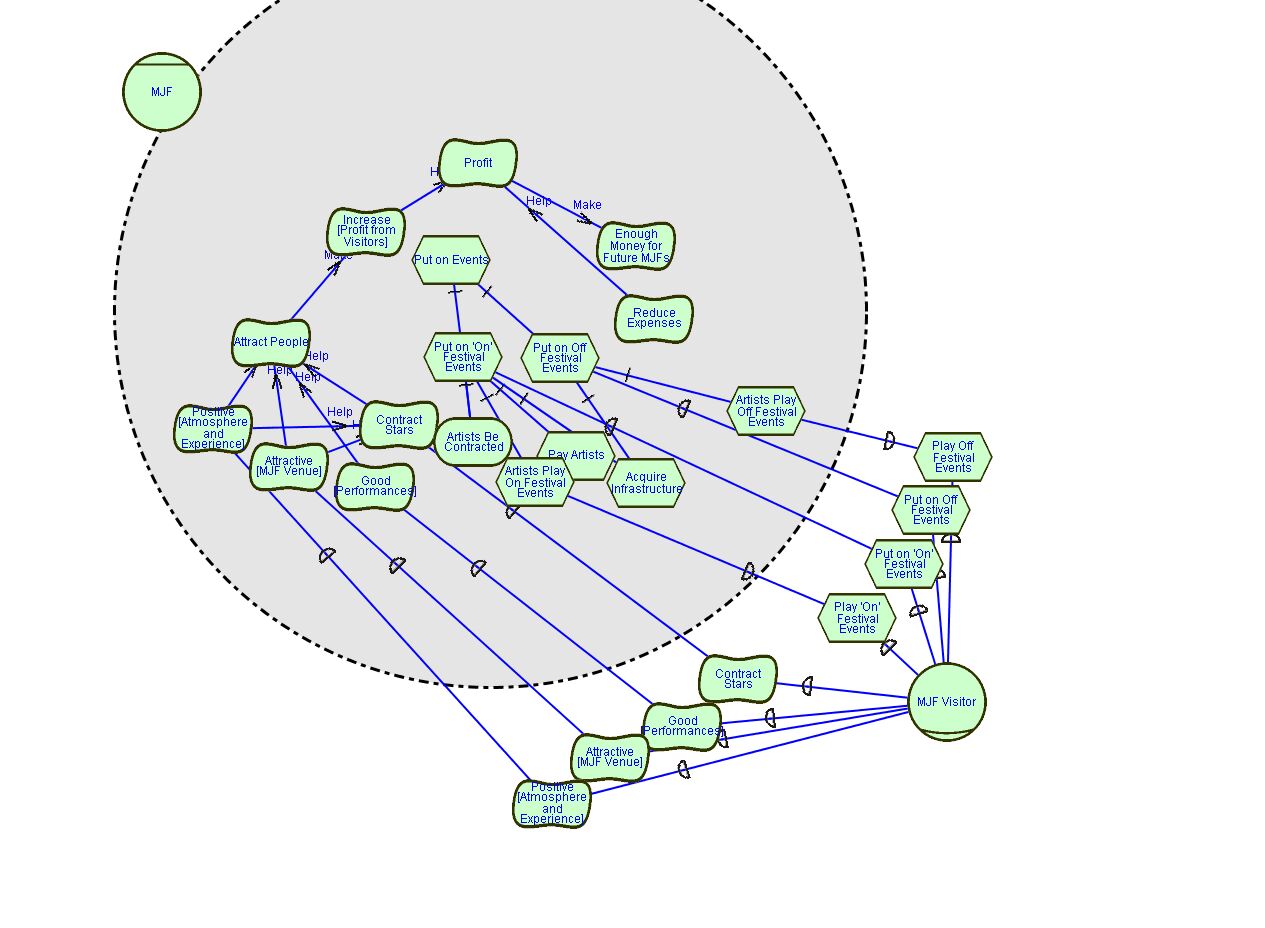 MJF
Profit
H
Help
Make
Increase
[Profit from
Visitors]
Enough
Money for
Future MJFs
Put on Events
Reduce
Expenses
Attract People
Help
Help
Help
Put on 'On'
Festival
Events
Put on Off
Festival
Events
Artists Play
Off Festival
Events
Positive
[Atmosphere
and
Experience]
Help
Contract
Stars
Artists Be
Contracted
Pay Artists
Attractive
[MJF Venue]
Good
[Performances]
Artists Play
On Festival
Events
Acquire
Infrastructure
Play Off
Festival
Events
Put on Off
Festival
Events
Put on 'On'
Festival
Events
Play 'On'
Festival
Events
Contract
Stars
MJF Visitor
Good
[Performances]
Attractive
[MJF Venue]
Positive
[Atmosphere
and
Experience]